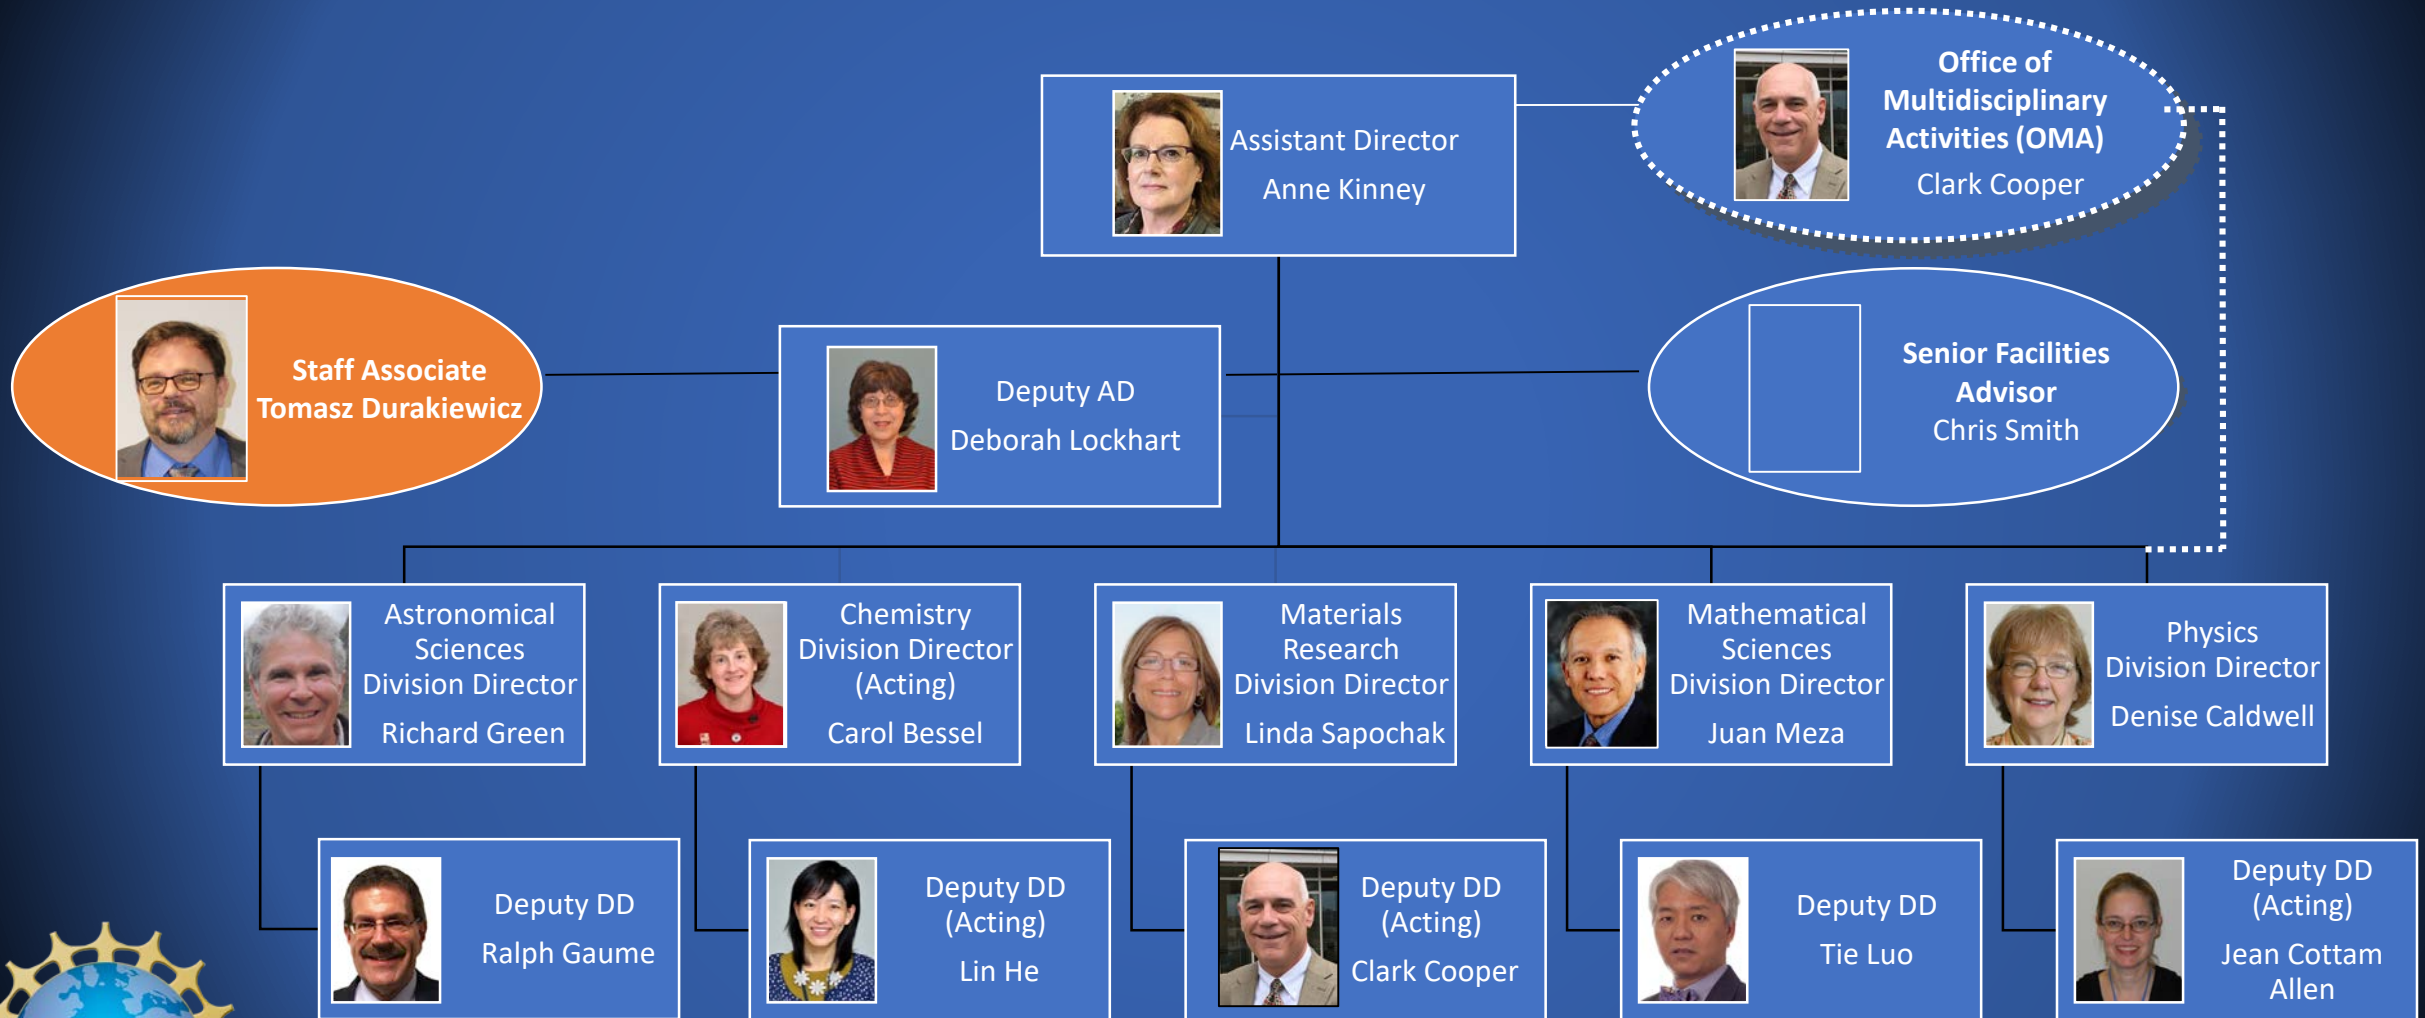 Assistant Director
Anne Kinney
Office of
Multidisciplinary
Activities (OMA)
Clark Cooper
Staff Associate
Tomasz Durakiewicz
Deputy AD
Deborah Lockhart
Senior Facilities
Advisor
Chris Smith
Astronomical
Sciences
Division Director
Richard Green
Chemistry
Division Director
(Acting)
Carol Bessel
Materials
Research
Division Director
Linda Sapochak
Mathematical
Sciences
Division Director
Juan Meza
Physics
Division Director
Denise Caldwell
Deputy DD
Ralph Gaume
Deputy DD
(Acting)
Lin He
Deputy DD
(Acting)
Clark Cooper
Deputy DD
Tie Luo
Deputy DD
(Acting)
Jean Cottam
Allen